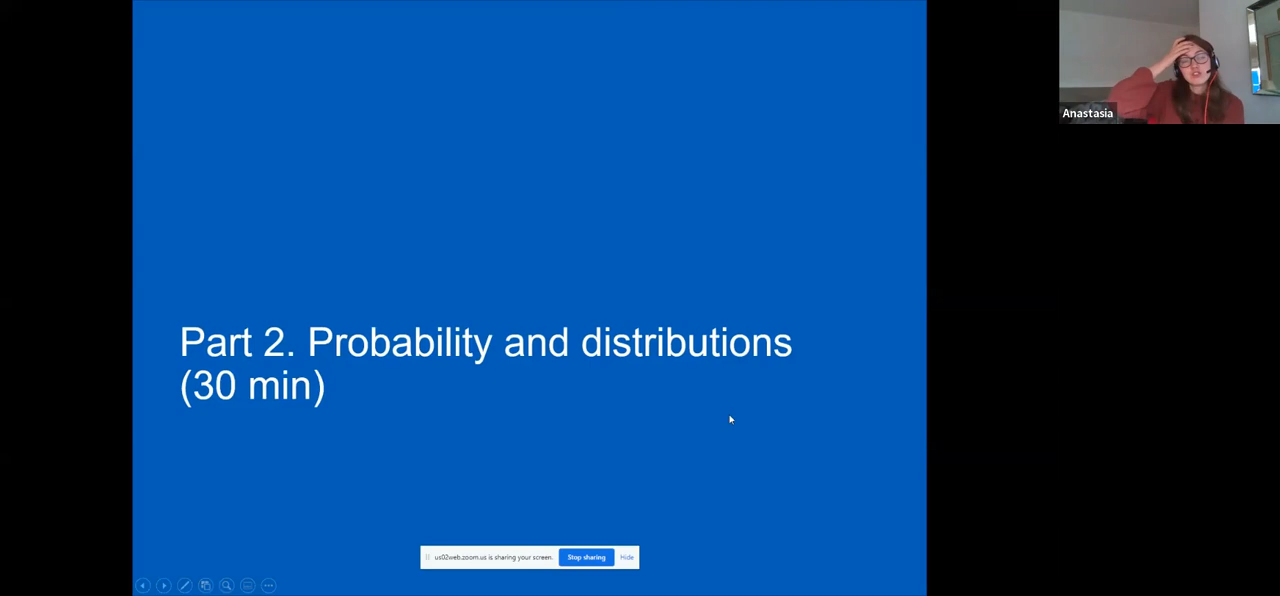 Anastasia
Part 2. Probability and distributions
(30 min)
us02web.zoom.us is sharing your screen. Stop sharing Hide